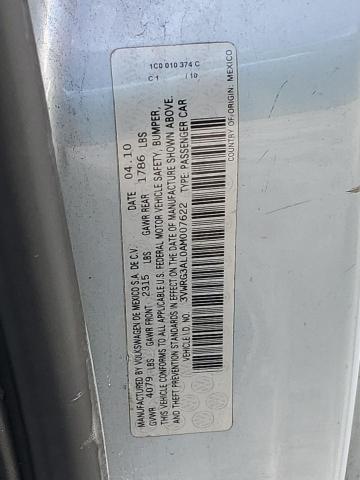 1C0 010 374 C
C 1 / 10
MANUFACTURED BY VOLKSWAGEN DE MEXICO S.A. DE C.V. DATE 04.10
GVWR 4079 LBS GAWR FRONT 2315 LBS GAWR REAR 1786 LBS
THIS VEHICLE CONFORMS TO ALL APPLICABLE U.S. FEDERAL MOTOR VEHICLE SAFETY, BUMPER,
AND THEFT PREVENTION STANDARDS IN EFFECT ON THE DATE OF MANUFACTURE SHOWN ABOVE.
VEHICLE I.D. NO. 3VWRG3AL0AM007622 TYPE: PASSENGER CAR
COUNTRY OF ORIGIN: MEXICO